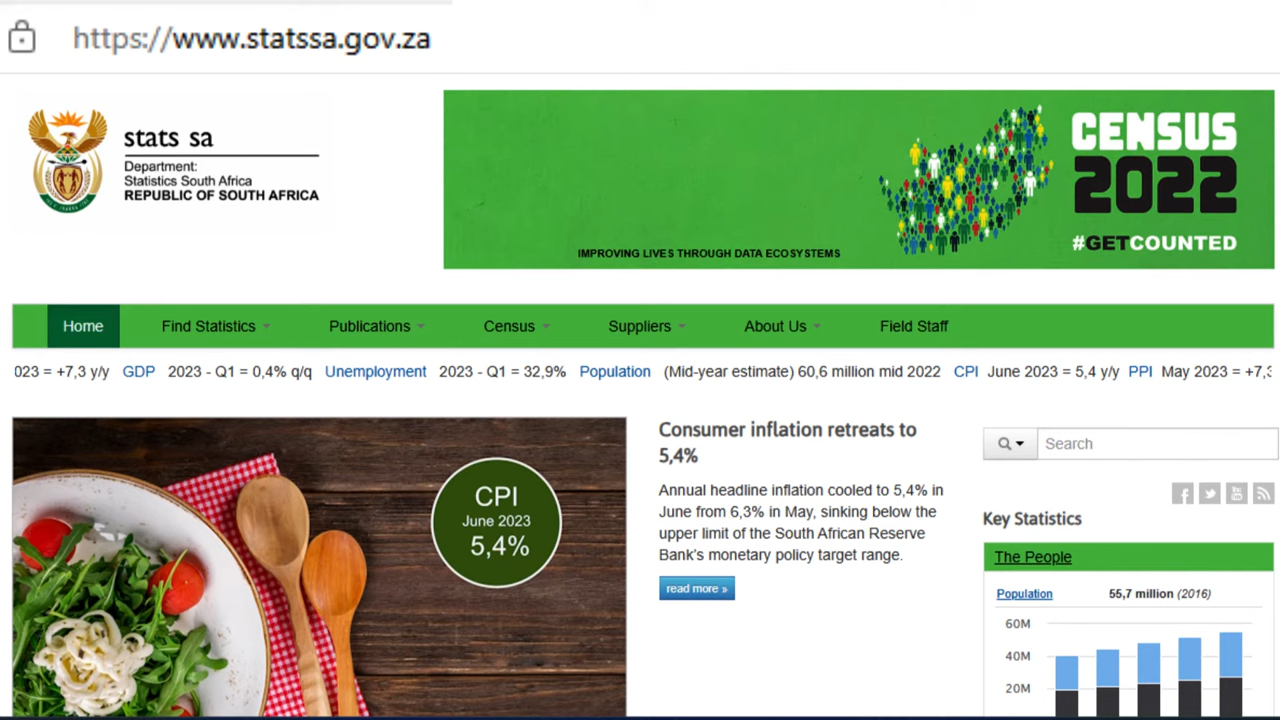 https://www.statssa.gov.za
stats sa
Department:
Statistics South Africa
REPUBLIC OF SOUTH AFRICA
IMPROVING LIVES THROUGH DATA ECOSYSTEMS
CENSUS
2022
#GETCOUNTED
Home Find Statistics Publications Census Suppliers About Us Field Staff
023 = +7,3 y/y GDP 2023 - Q1 = 0,4% q/q Unemployment 2023 - Q1 = 32,9% Population (Mid-year estimate) 60,6 million mid 2022 CPI June 2023 = 5,4 y/y PPI May 2023 = +7,3
CPI
June 2023
5,4%
Consumer inflation retreats to
5,4%
Annual headline inflation cooled to 5,4% in
June from 6,3% in May, sinking below the
upper limit of the South African Reserve
Bank's monetary policy target range.
read more »
Search
Key Statistics
The People
Population 55,7 million (2016)
60M
40M
20M